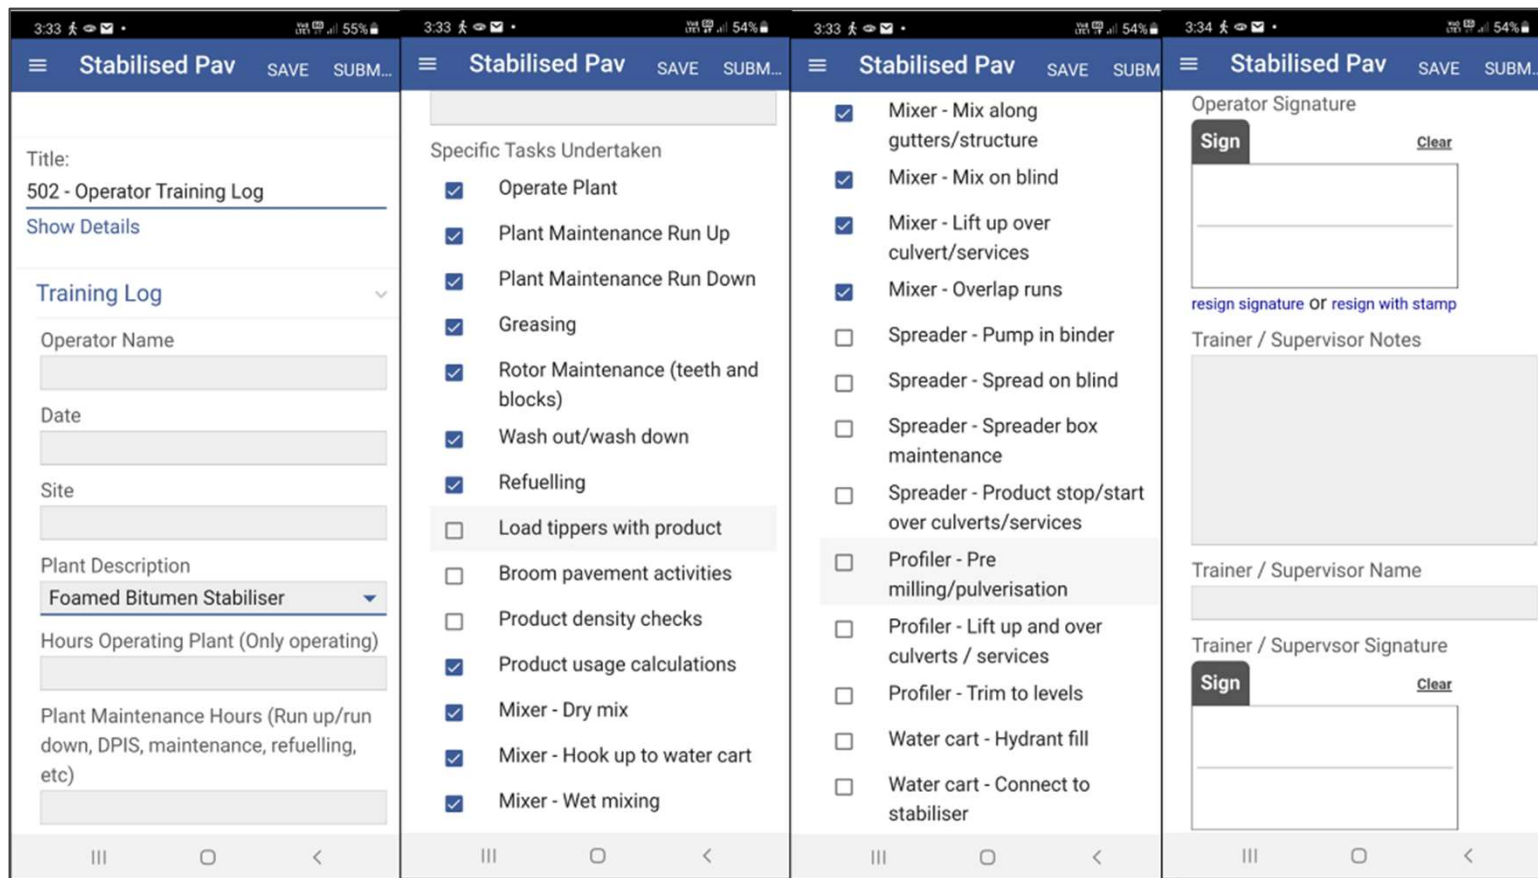 3:33
55%
Stabilised Pav SAVE SUBM...
Title:
502 - Operator Training Log
Show Details
Training Log
Operator Name
Date
Site
Plant Description
Foamed Bitumen Stabiliser
Hours Operating Plant (Only operating)
Plant Maintenance Hours (Run up/run
down, DPIS, maintenance, refuelling,
etc)
3:33
54%
Stabilised Pav SAVE SUBM...
Specific Tasks Undertaken
Operate Plant
Plant Maintenance Run Up
Plant Maintenance Run Down
Greasing
Rotor Maintenance (teeth and
blocks)
Wash out/wash down
Refuelling
Load tippers with product
Broom pavement activities
Product density checks
Product usage calculations
Mixer - Dry mix
Mixer - Hook up to water cart
Mixer - Wet mixing
3:33
54%
Stabilised Pav SAVE SUBM
Mixer - Mix along
gutters/structure
Mixer - Mix on blind
Mixer - Lift up over
culvert/services
Mixer - Overlap runs
Spreader - Pump in binder
Spreader - Spread on blind
Spreader - Spreader box
maintenance
Spreader - Product stop/start
over culverts/services
Profiler - Pre
milling/pulverisation
Profiler - Lift up and over
culverts / services
Profiler - Trim to levels
Water cart - Hydrant fill
Water cart - Connect to
stabiliser
3:34
54%
Stabilised Pav SAVE SUBM..
Operator Signature
Sign Clear
resign signature or resign with stamp
Trainer / Supervisor Notes
Trainer / Supervisor Name
Trainer / Supervsor Signature
Sign Clear